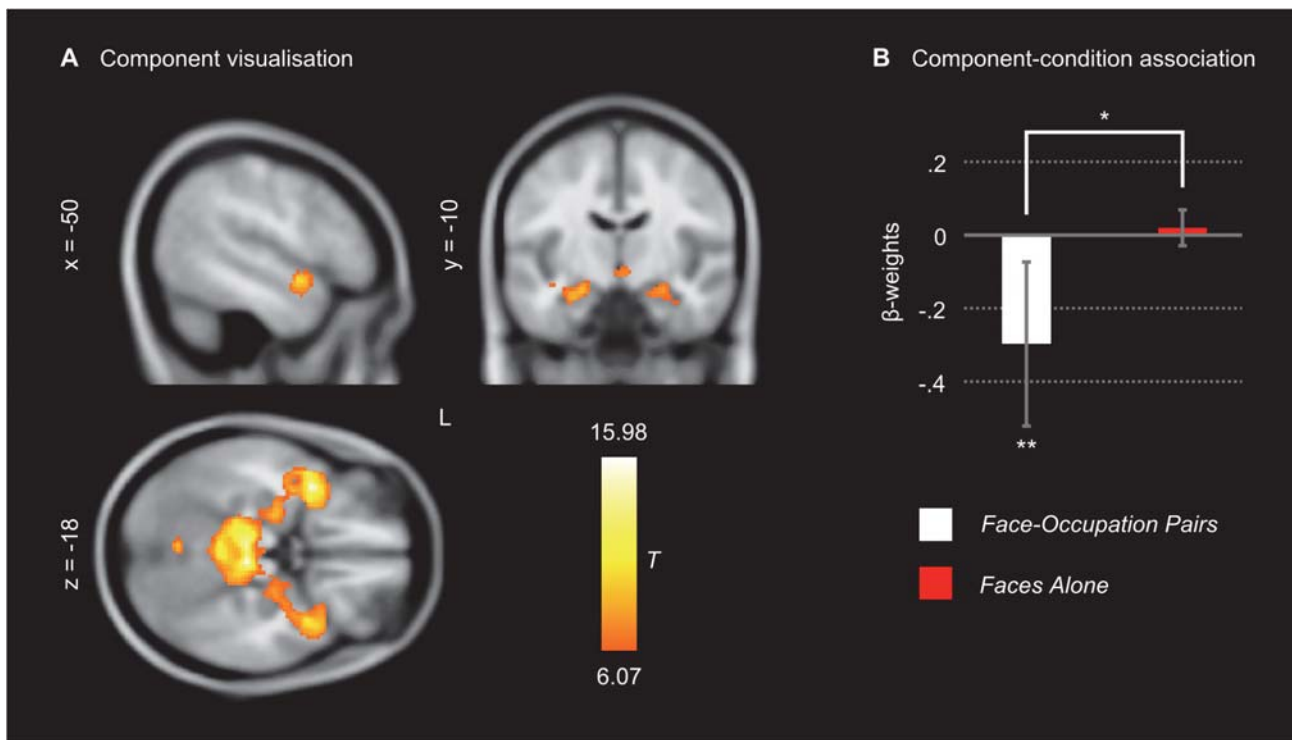 A Component visualisation
B Component-condition association
x = -50
y = -10
*
.2
0
-.2
-.4
β-weights
**
L
z = -18
15.98
T
6.07
Face-Occupation Pairs
Faces Alone